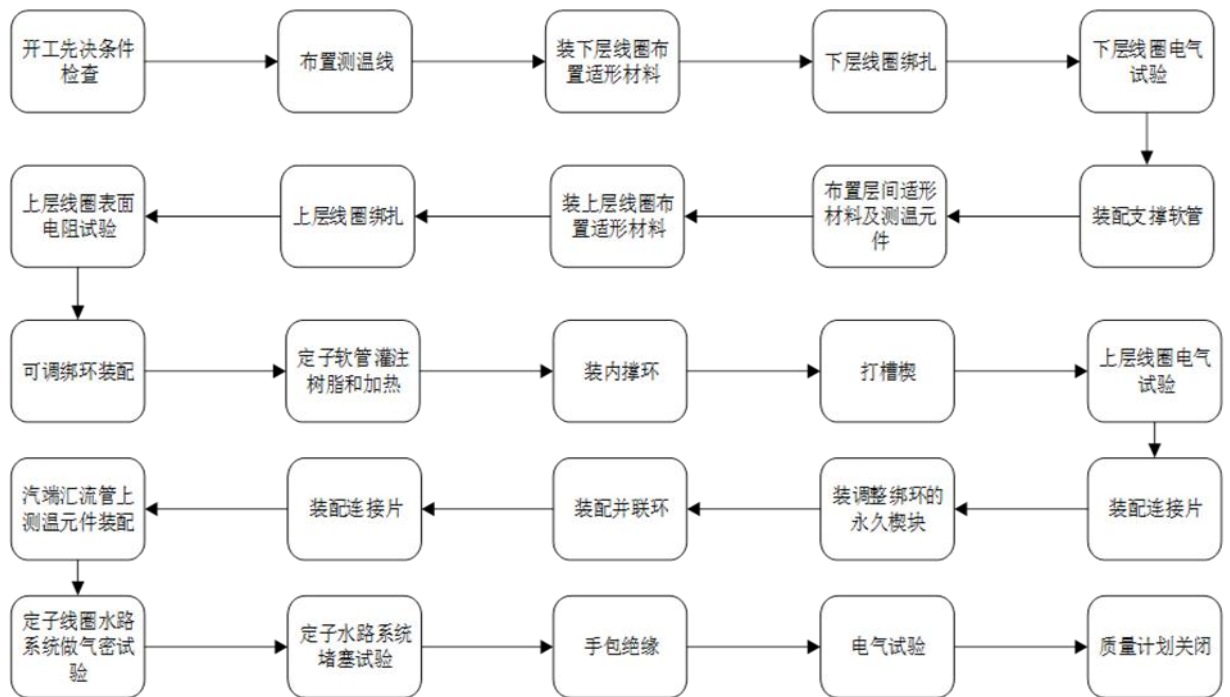 开工先决条件
检查
布置测温线
装下层线圈布
置适形材料
下层线圈绑扎
下层线圈电气
试验
装配支撑软管
布置层间适形
材料及测温元
件
装上层线圈布
置适形材料
上层线圈绑扎
上层线圈表面
电阻试验
可调绑环装配
定子软管灌注
树脂和加热
装内撑环
打槽楔
上层线圈电气
试验
装配连接片
装调整绑环的
永久楔块
装配并联环
装配连接片
汽端汇流管上
测温元件装配
定子线圈水路
系统做气密试
验
定子水路系统
堵塞试验
手包绝缘
电气试验
质量计划关闭